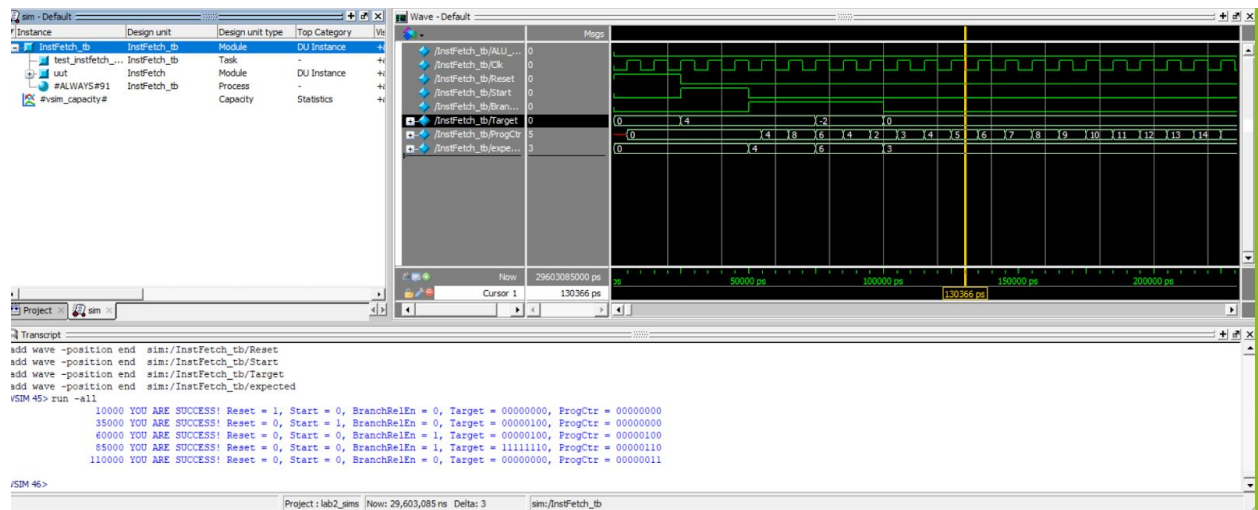 sim - Default
Instance Design unit Design unit type Top Category
InstFetch_tb InstFetch_tb Module DU Instance
test_instfetch_... InstFetch_tb Task -
uut InstFetch Module DU Instance
#ALWAYS#91 InstFetch_tb Process -
#vsim_capacity# Capacity Statistics
Project sim
Wave - Default
Msgs
/InstFetch_tb/ALU_... 0
/InstFetch_tb/Clk 0
/InstFetch_tb/Reset 0
/InstFetch_tb/Start 0
/InstFetch_tb/Bran... 0
/InstFetch_tb/Target 0 0 4 -2 0
/InstFetch_tb/ProgCtr 5 0 4 8 6 4 2 3 4 5 6 7 8 9 10 11 12 13 14
/InstFetch_tb/expe... 3 0 4 6 3
Now 29603085000 ps 50000 ps 100000 ps 150000 ps 200000 ps
Cursor 1 130366 ps 130366 ps
Transcript
add wave -position end sim:/InstFetch_tb/Reset
add wave -position end sim:/InstFetch_tb/Start
add wave -position end sim:/InstFetch_tb/Target
add wave -position end sim:/InstFetch_tb/expected
VSIM 45> run -all
10000 YOU ARE SUCCESS! Reset = 1, Start = 0, BranchRelEn = 0, Target = 00000000, ProgCtr = 00000000
35000 YOU ARE SUCCESS! Reset = 0, Start = 1, BranchRelEn = 0, Target = 00000100, ProgCtr = 00000000
60000 YOU ARE SUCCESS! Reset = 0, Start = 0, BranchRelEn = 1, Target = 00000100, ProgCtr = 00000100
85000 YOU ARE SUCCESS! Reset = 0, Start = 0, BranchRelEn = 1, Target = 11111110, ProgCtr = 00000110
110000 YOU ARE SUCCESS! Reset = 0, Start = 0, BranchRelEn = 0, Target = 00000000, ProgCtr = 00000011
VSIM 46>
Project : lab2_sims Now: 29,603,085 ns Delta: 3 sim:/InstFetch_tb